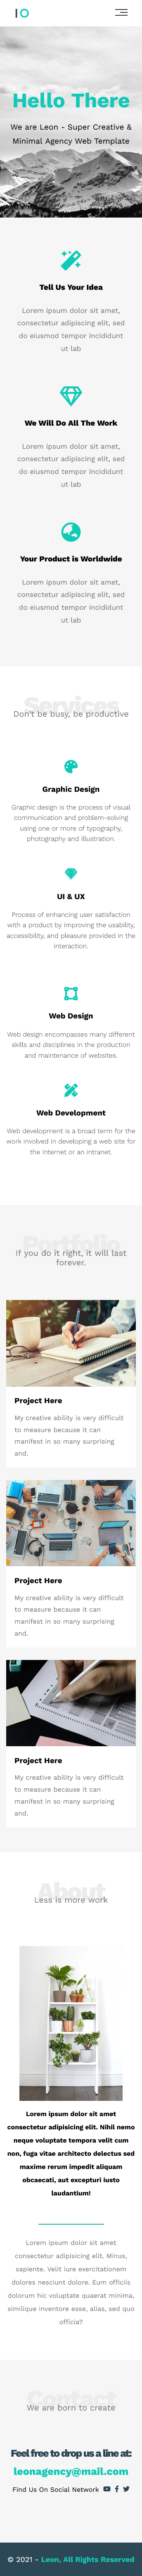 IO
Hello There
We are Leon - Super Creative &
Minimal Agency Web Template
Tell Us Your Idea
Lorem ipsum dolor sit amet,
consectetur adipiscing elit, sed
do eiusmod tempor incididunt
ut lab
We Will Do All The Work
Lorem ipsum dolor sit amet,
consectetur adipiscing elit, sed
do eiusmod tempor incididunt
ut lab
Your Product is Worldwide
Lorem ipsum dolor sit amet,
consectetur adipiscing elit, sed
do eiusmod tempor incididunt
ut lab
Services
Don't be busy, be productive
Graphic Design
Graphic design is the process of visual
communication and problem-solving
using one or more of typography,
photography and illustration.
UI & UX
Process of enhancing user satisfaction
with a product by improving the usability,
accessibility, and pleasure provided in the
interaction.
Web Design
Web design encompasses many different
skills and disciplines in the production
and maintenance of websites.
Web Development
Web development is a broad term for the
work involved in developing a web site for
the Internet or an intranet.
Portfolio
If you do it right, it will last
forever.
Project Here
My creative ability is very difficult
to measure because it can
manifest in so many surprising
and.
Project Here
My creative ability is very difficult
to measure because it can
manifest in so many surprising
and.
Project Here
My creative ability is very difficult
to measure because it can
manifest in so many surprising
and.
About
Less is more work
Lorem ipsum dolor sit amet
consectetur adipisicing elit. Nihil nemo
neque voluptate tempora velit cum
non, fuga vitae architecto delectus sed
maxime rerum impedit aliquam
obcaecati, aut excepturi iusto
laudantium!
Lorem ipsum dolor sit amet
consectetur adipisicing elit. Minus,
sapiente. Velit iure exercitationem
dolores nesciunt dolore. Eum officiis
dolorum hic voluptate quaerat minima,
similique inventore esse, alias, sed quo
officia?
Contact
We are born to create
Feel free to drop us a line at:
leonagency@mail.com
Find Us On Social Network
© 2021 - Leon, All Rights Reserved